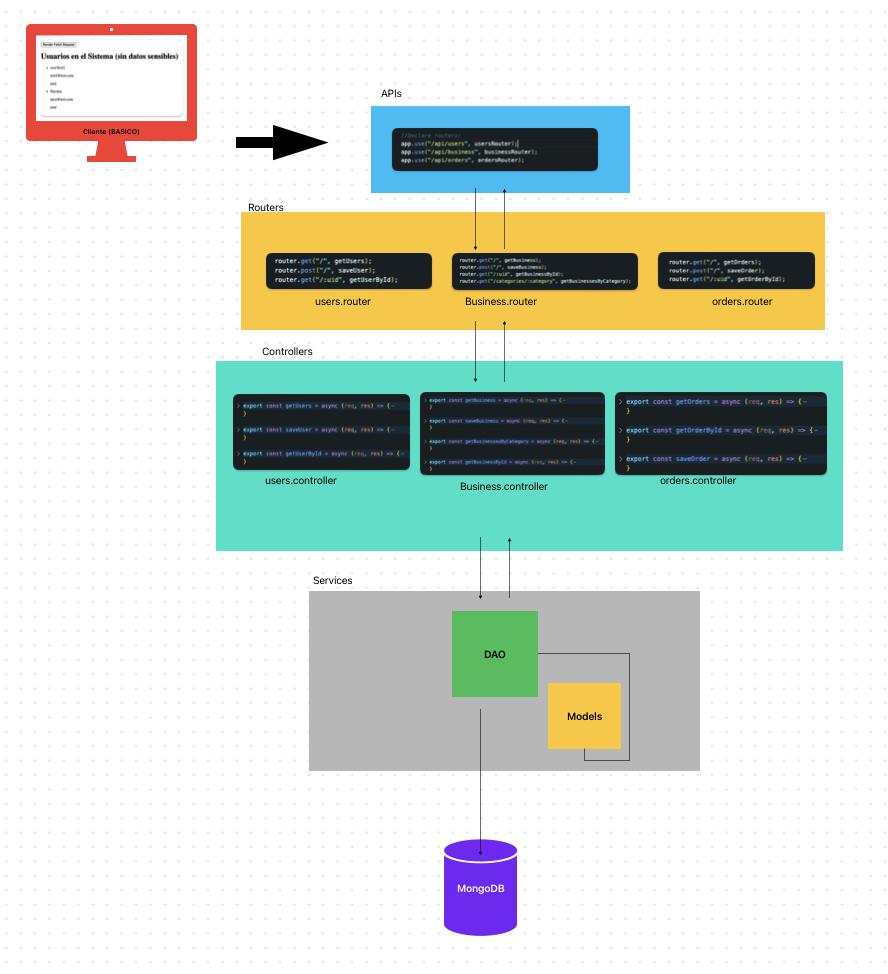 Render Fetch Request
Usuarios en el Sistema (sin datos sensibles)
user
user
Cliente (BASICO)
APIs
//Declare routers:
app.use("/api/users", usersRouter);
app.use("/api/business", businessRouter);
app.use("/api/orders", ordersRouter);
Routers
router.get("/", getUsers);
router.post("/", saveUser);
router.get("/:uid", getUserById);
users.router
router.get("/", getBusiness);
router.post("/", saveBusiness);
router.get("/:uid", getBusinessById);
router.get("/categories/:category", getBusinessesByCategory);
Business.router
router.get("/", getOrders);
router.post("/", saveOrder);
router.get("/:uid", getOrderById);
orders.router
Controllers
> export const getUsers = async (req, res) => {⋯
}
> export const saveUser = async (req, res) => {⋯
}
> export const getUserById = async (req, res) => {⋯
}
users.controller
> export const getBusiness = async (req, res) => {⋯
}
> export const saveBusiness = async (req, res) => {⋯
}
> export const getBusinessesByCategory = async (req, res) => {⋯
}
> export const getBusinessById = async (req, res) => {⋯
}
Business.controller
> export const getOrders = async (req, res) => {⋯
}
> export const getOrderById = async (req, res) => {⋯
}
> export const saveOrder = async (req, res) => {⋯
}
orders.controller
Services
DAO
Models
MongoDB